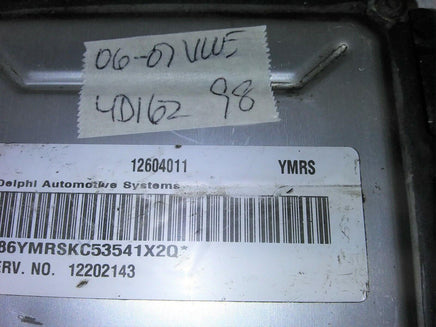 06-07 VUE
4D162 98
12604011 YMRS
Delphi Automotive Systems
86YMRSKC53541X2Q*
ERV. NO. 12202143